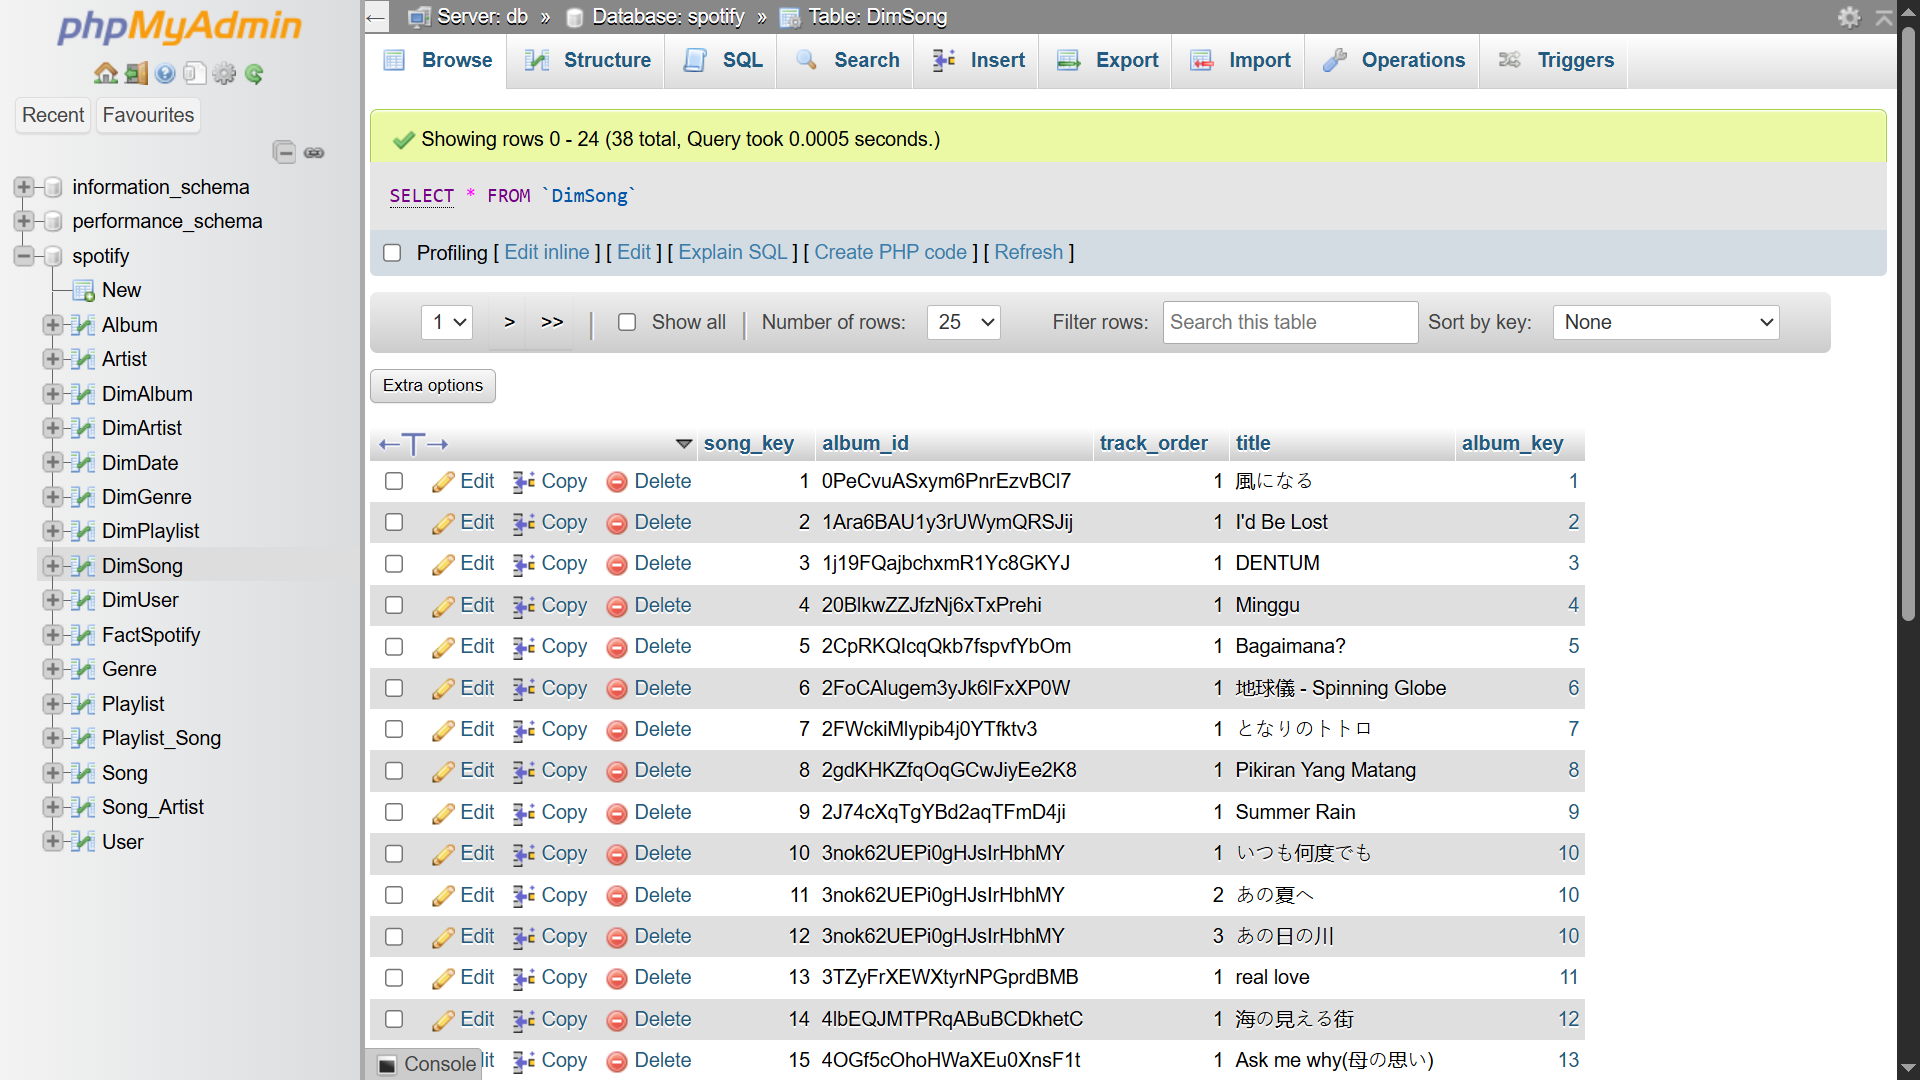 phpMyAdmin
Recent Favourites
information_schema
performance_schema
spotify
New
Album
Artist
DimAlbum
DimArtist
DimDate
DimGenre
DimPlaylist
DimSong
DimUser
FactSpotify
Genre
Playlist
Playlist_Song
Song
Song_Artist
User
Server: db » Database: spotify » Table: DimSong
Browse Structure SQL Search Insert Export Import Operations Triggers
Showing rows 0 - 24 (38 total, Query took 0.0005 seconds.)
SELECT * FROM `DimSong`
Profiling [ Edit inline ] [ Edit ] [ Explain SQL ] [ Create PHP code ] [ Refresh ]
1 > >> | Show all | Number of rows: 25 Filter rows: Search this table Sort by key: None
Extra options
←T→ song_key album_id track_order title album_key
Edit Copy Delete 1 0PeCvuASxym6PnrEzvBCl7 1 風になる 1
Edit Copy Delete 2 1Ara6BAU1y3rUWymQRSJij 1 I'd Be Lost 2
Edit Copy Delete 3 1j19FQajbchxmR1Yc8GKYJ 1 DENTUM 3
Edit Copy Delete 4 20BlkwZZJfzNj6xTxPrehi 1 Minggu 4
Edit Copy Delete 5 2CpRKQIcqQkb7fspvfYbOm 1 Bagaimana? 5
Edit Copy Delete 6 2FoCAlugem3yJk6lFxXP0W 1 地球儀 - Spinning Globe 6
Edit Copy Delete 7 2FWckiMlypib4j0YTfktv3 1 となりのトトロ 7
Edit Copy Delete 8 2gdKHKZfqOqGCwJiyEe2K8 1 Pikiran Yang Matang 8
Edit Copy Delete 9 2J74cXqTgYBd2aqTFmD4ji 1 Summer Rain 9
Edit Copy Delete 10 3nok62UEPi0gHJsIrHbhMY 1 いつも何度でも 10
Edit Copy Delete 11 3nok62UEPi0gHJsIrHbhMY 2 あの夏へ 10
Edit Copy Delete 12 3nok62UEPi0gHJsIrHbhMY 3 あの日の川 10
Edit Copy Delete 13 3TZyFrXEWXtyrNPGprdBMB 1 real love 11
Edit Copy Delete 14 4lbEQJMTPRqABuBCDkhetC 1 海の見える街 12
Console Copy Delete 15 4OGf5cOhoHWaXEu0XnsF1t 1 Ask me why(母の思い) 13